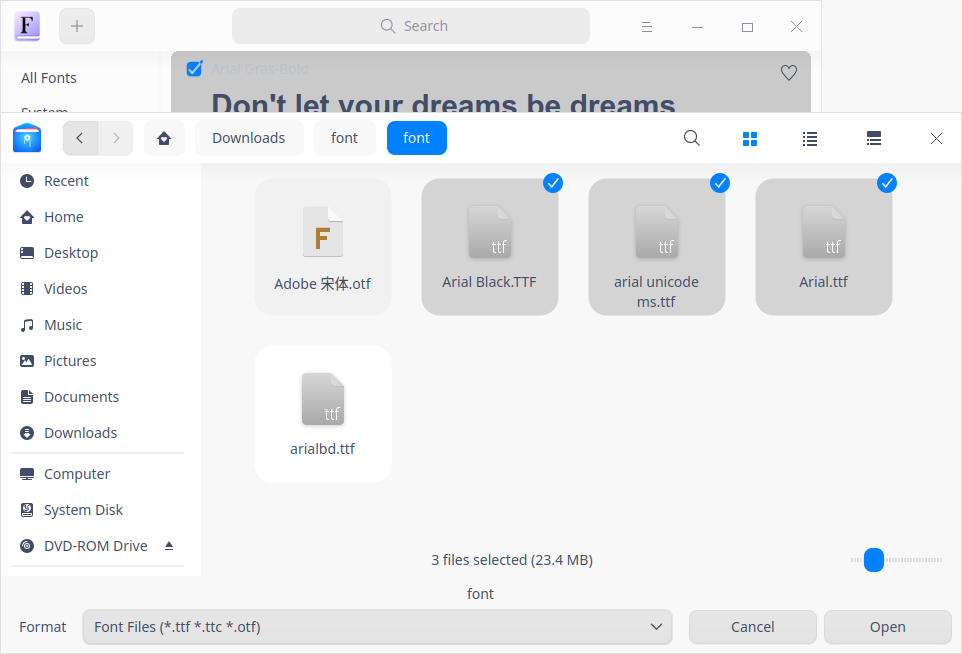 F
Search
All Fonts
Arial Gras-Bold
System
Don't let your dreams be dreams
Downloads
font
font
Recent
Home
Desktop
Videos
Music
Pictures
Documents
Downloads
Computer
System Disk
DVD-ROM Drive
F
Adobe 宋体.otf
ttf
Arial Black.TTF
ttf
arial unicode
ms.ttf
ttf
Arial.ttf
ttf
arialbd.ttf
3 files selected (23.4 MB)
font
Format
Font Files (*.ttf *.ttc *.otf)
Cancel
Open